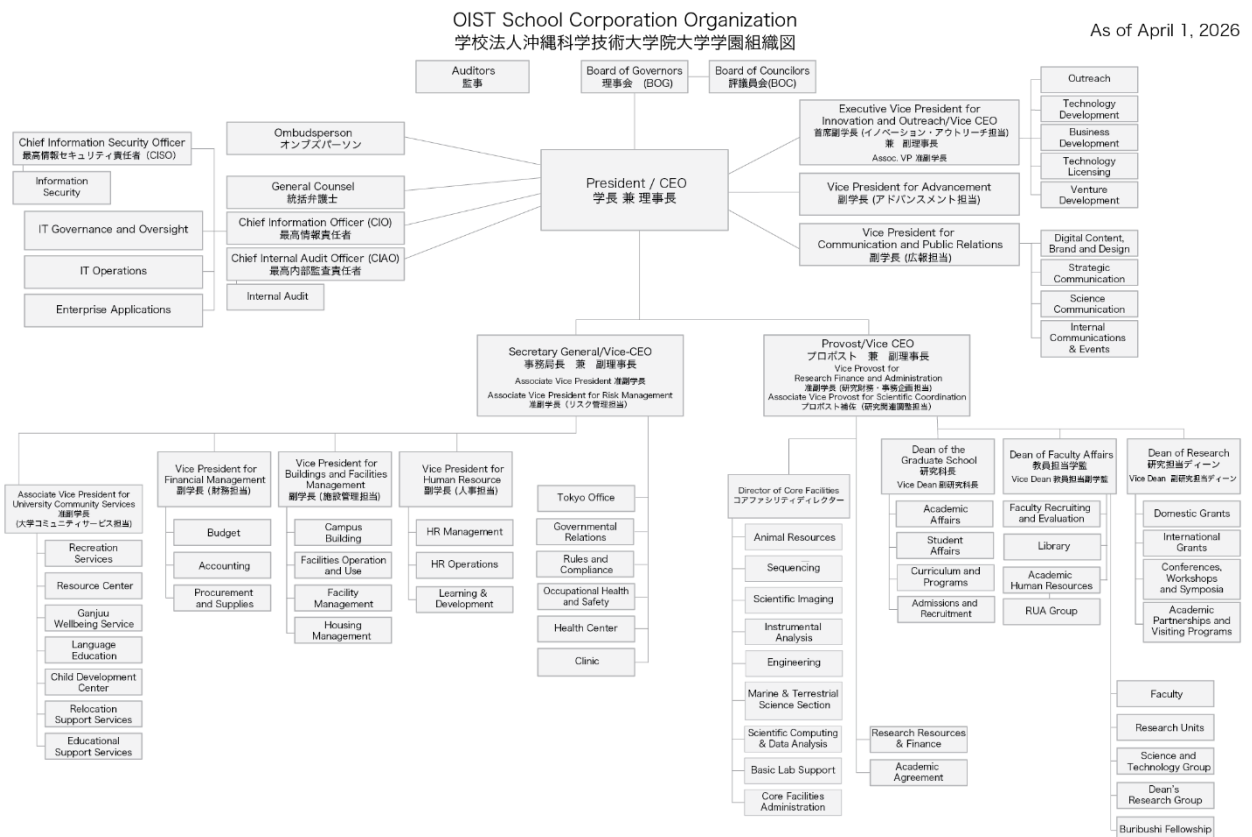 OIST School Corporation Organization
学校法人沖縄科学技術大学院大学学園組織図
As of April 1, 2026
Auditors
監事
Board of Governors
理事会 (BOG)
Board of Councilors
評議員会(BOC)
President / CEO
学長 兼 理事長
Ombudsperson
オンブズパーソン
General Counsel
統括弁護士
Chief Information Officer (CIO)
最高情報責任者
Chief Internal Audit Officer (CIAO)
最高内部監査責任者
Internal Audit
Chief Information Security Officer
最高情報セキュリティ責任者（CISO）
Information
Security
IT Governance and Oversight
IT Operations
Enterprise Applications
Executive Vice President for
Innovation and Outreach/Vice CEO
首席副学長 (イノベーション・アウトリーチ担当)
兼　副理事長
Assoc. VP 准副学長
Outreach
Technology
Development
Business
Development
Technology
Licensing
Venture
Development
Vice President for Advancement
副学長 (アドバンスメント担当)
Vice President for
Communication and Public Relations
副学長 (広報担当)
Digital Content,
Brand and Design
Strategic
Communication
Science
Communication
Internal
Communications
& Events
Secretary General/Vice-CEO
事務局長　兼　副理事長
Associate Vice President 准副学長
Associate Vice President for Risk Management
准副学長（リスク管理担当）
Provost/Vice CEO
プロボスト　兼　副理事長
Vice Provost for
Research Finance and Administration
准副学長 (研究財務・事務企画担当)
Associate Vice Provost for Scientific Coordination
プロボスト補佐（研究関連調整担当）
Associate Vice President for
University Community Services
准副学長
(大学コミュニティサービス担当)
Recreation
Services
Resource Center
Ganjuu
Wellbeing Service
Language
Education
Child Development
Center
Relocation
Support Services
Educational
Support Services
Vice President for
Financial Management
副学長 (財務担当)
Budget
Accounting
Procurement
and Supplies
Vice President for
Buildings and Facilities
Management
副学長 (施設管理担当)
Campus
Building
Facilities Operation
and Use
Facility
Management
Housing
Management
Vice President for
Human Resource
副学長 (人事担当)
HR Management
HR Operations
Learning &
Development
Tokyo Office
Governmental
Relations
Rules and
Compliance
Occupational Health
and Safety
Health Center
Clinic
Director of Core Facilities
コアファシリティディレクター
Animal Resources
Sequencing
Scientific Imaging
Instrumental
Analysis
Engineering
Marine & Terrestrial
Science Section
Scientific Computing
& Data Analysis
Basic Lab Support
Core Facilities
Administration
Research Resources
& Finance
Academic
Agreement
Dean of the
Graduate School
研究科長
Vice Dean 副研究科長
Academic
Affairs
Student
Affairs
Curriculum and
Programs
Admissions and
Recruitment
Dean of Faculty Affairs
教員担当学監
Vice Dean 教員担当副学監
Faculty Recruiting
and Evaluation
Library
Academic
Human Resources
RUA Group
Dean of Research
研究担当ディーン
Vice Dean 副研究担当ディーン
Domestic Grants
International
Grants
Conferences,
Workshops
and Symposia
Academic
Partnerships and
Visiting Programs
Faculty
Research Units
Science and
Technology Group
Dean's
Research Group
Buribushi Fellowship